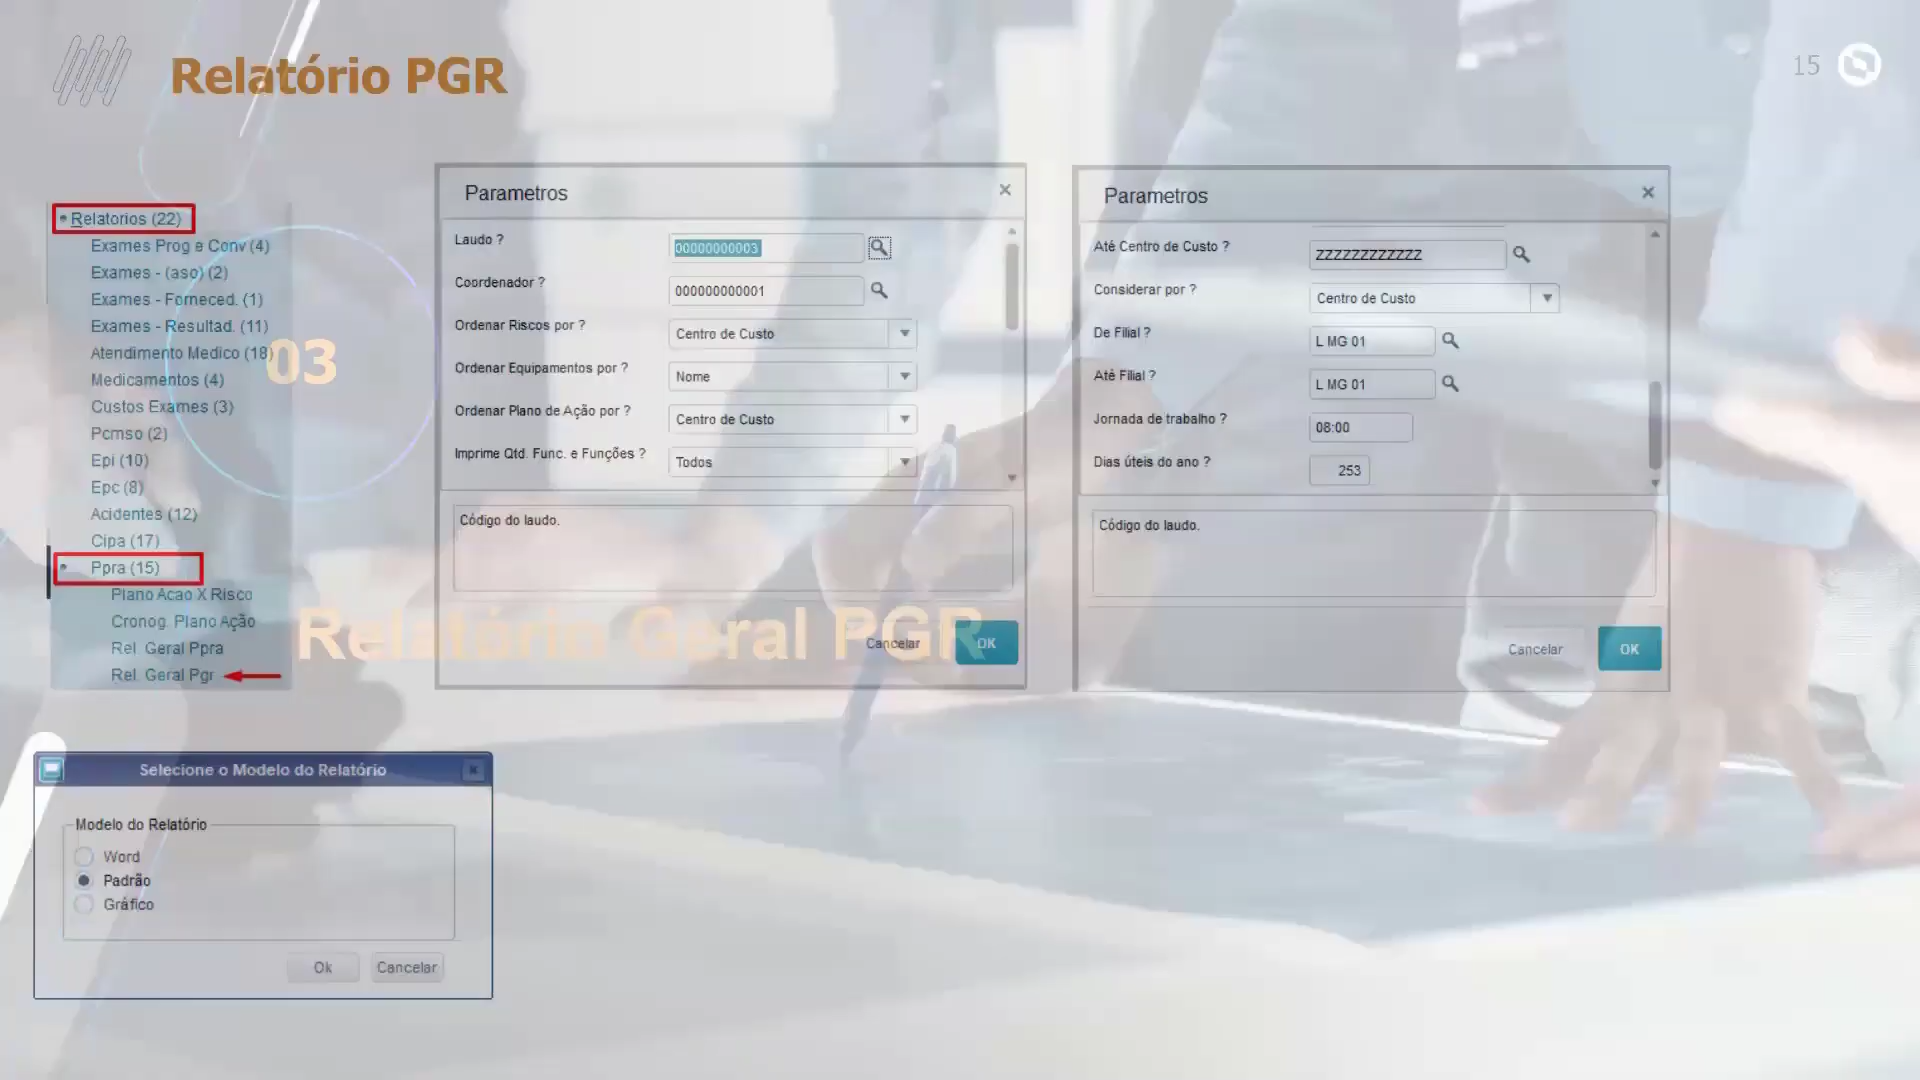 Relatório PGR
15
Relatorios (22)
Exames Prog e Conv (4)
Exames - (aso) (2)
Exames - Forneced. (1)
Exames - Resultad. (11)
Atendimento Medico (18)
Medicamentos (4)
Custos Exames (3)
Pcmso (2)
Epi (10)
Epc (8)
Acidentes (12)
Cipa (17)
Ppra (15)
Plano Acao X Risco
Cronog. Plano Ação
Rel. Geral Ppra
Rel. Geral Pgr
03
Relatório Geral PGR
Parametros
Laudo ? 00000000003
Coordenador ? 000000000001
Ordenar Riscos por ? Centro de Custo
Ordenar Equipamentos por ? Nome
Ordenar Plano de Ação por ? Centro de Custo
Imprime Qtd. Func. e Funções ? Todos
Código do laudo.
Cancelar OK
Parametros
Até Centro de Custo ? ZZZZZZZZZZZZ
Considerar por ? Centro de Custo
De Filial ? L MG 01
Até Filial ? L MG 01
Jornada de trabalho ? 08:00
Dias úteis do ano ? 253
Código do laudo.
Cancelar OK
Selecione o Modelo do Relatório
Modelo do Relatório
Word
Padrão
Gráfico
Ok Cancelar